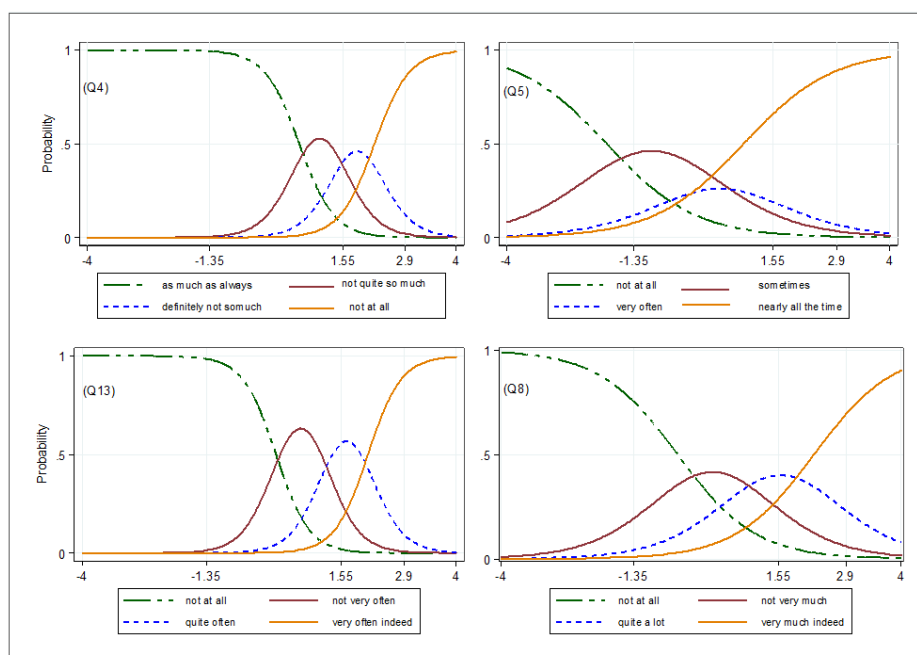 1
(Q4)
Probability
.5
0
-4 -1.35 1.55 2.9 4
as much as always not quite so much
definitely not somuch not at all
1
(Q5)
.5
0
-4 -1.35 1.55 2.9 4
not at all sometimes
very often nearly all the time
1
(Q13)
Probability
.5
0
-4 -1.35 1.55 2.9 4
not at all not very often
quite often very often indeed
1
(Q8)
.5
0
-4 -1.35 1.55 2.9 4
not at all not very much
quite a lot very much indeed